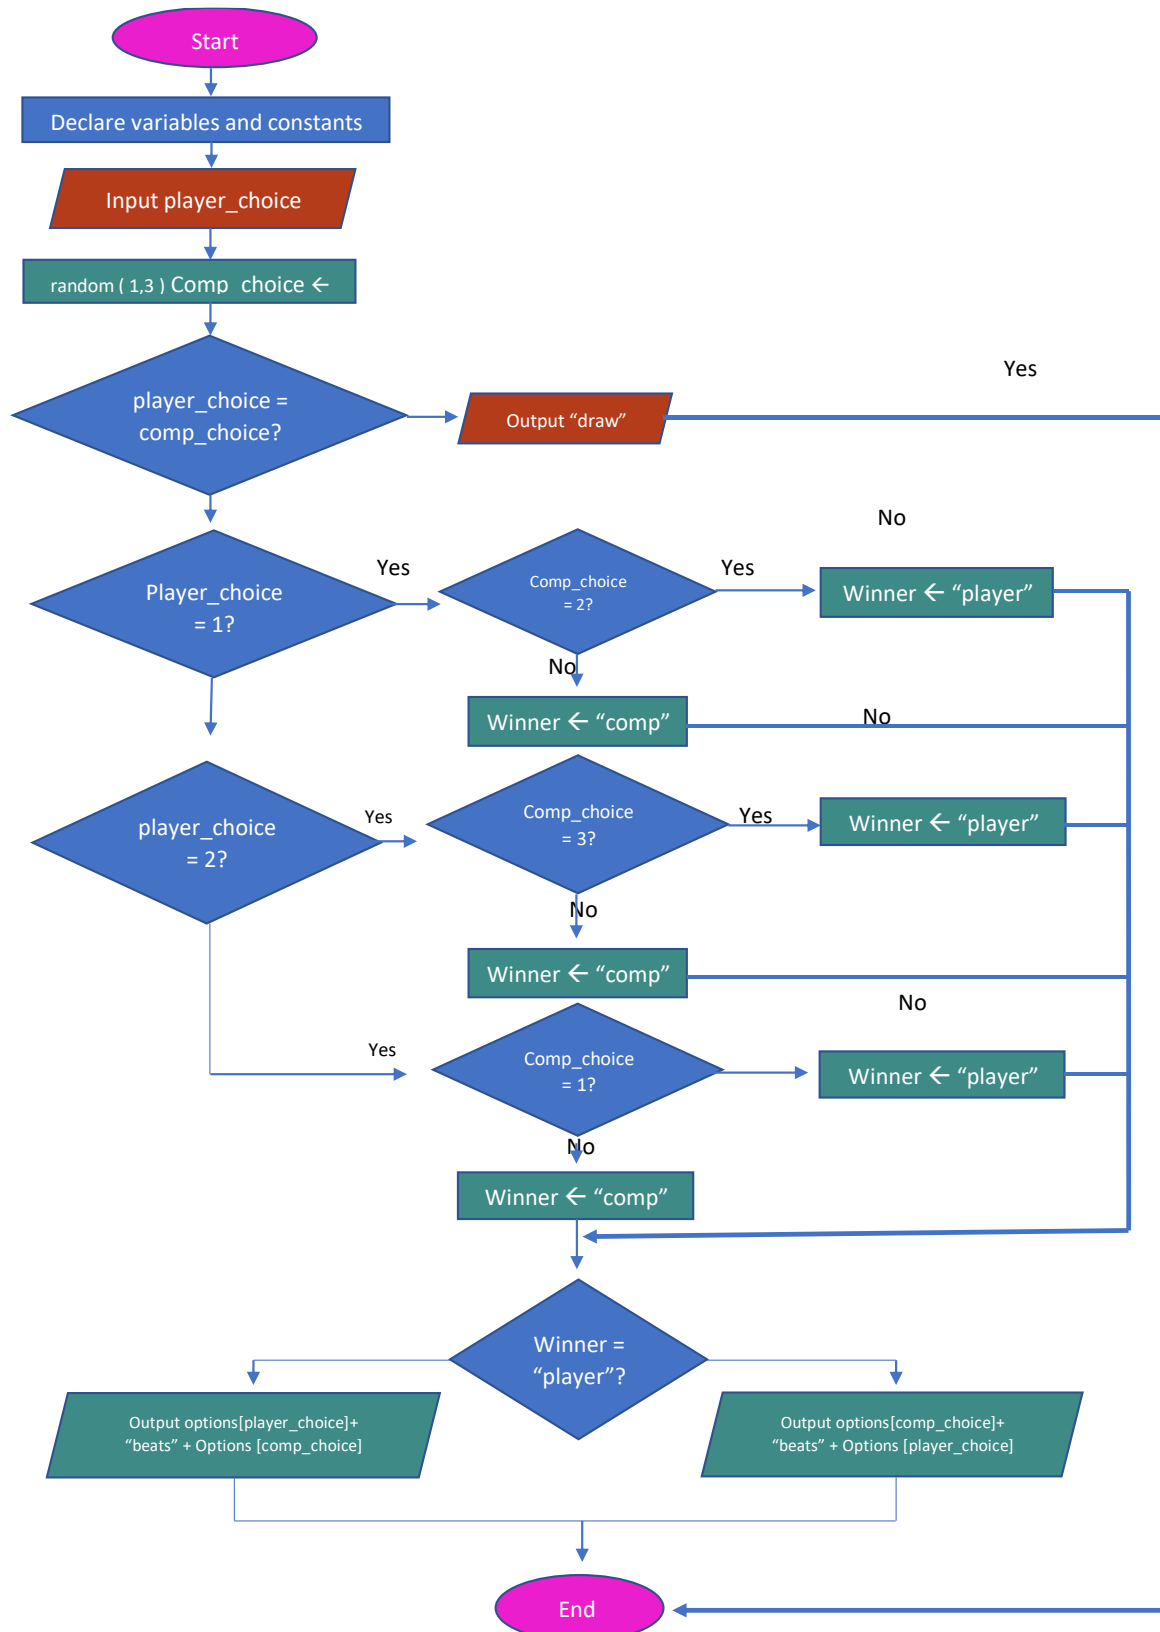 Start
Declare variables and constants
Input player_choice
random ( 1,3 ) Comp_choice ←
Yes
player_choice =
comp_choice?
Output “draw”
No
Player_choice
= 1?
Yes
Comp_choice
= 2?
Yes
Winner ← “player”
No
Winner ← “comp”
No
player_choice
= 2?
Yes
Comp_choice
= 3?
Yes
Winner ← “player”
No
Winner ← “comp”
No
Yes
Comp_choice
= 1?
Winner ← “player”
No
Winner ← “comp”
Winner =
“player”?
Output options[player_choice]+
“beats” + Options [comp_choice]
Output options[comp_choice]+
“beats” + Options [player_choice]
End